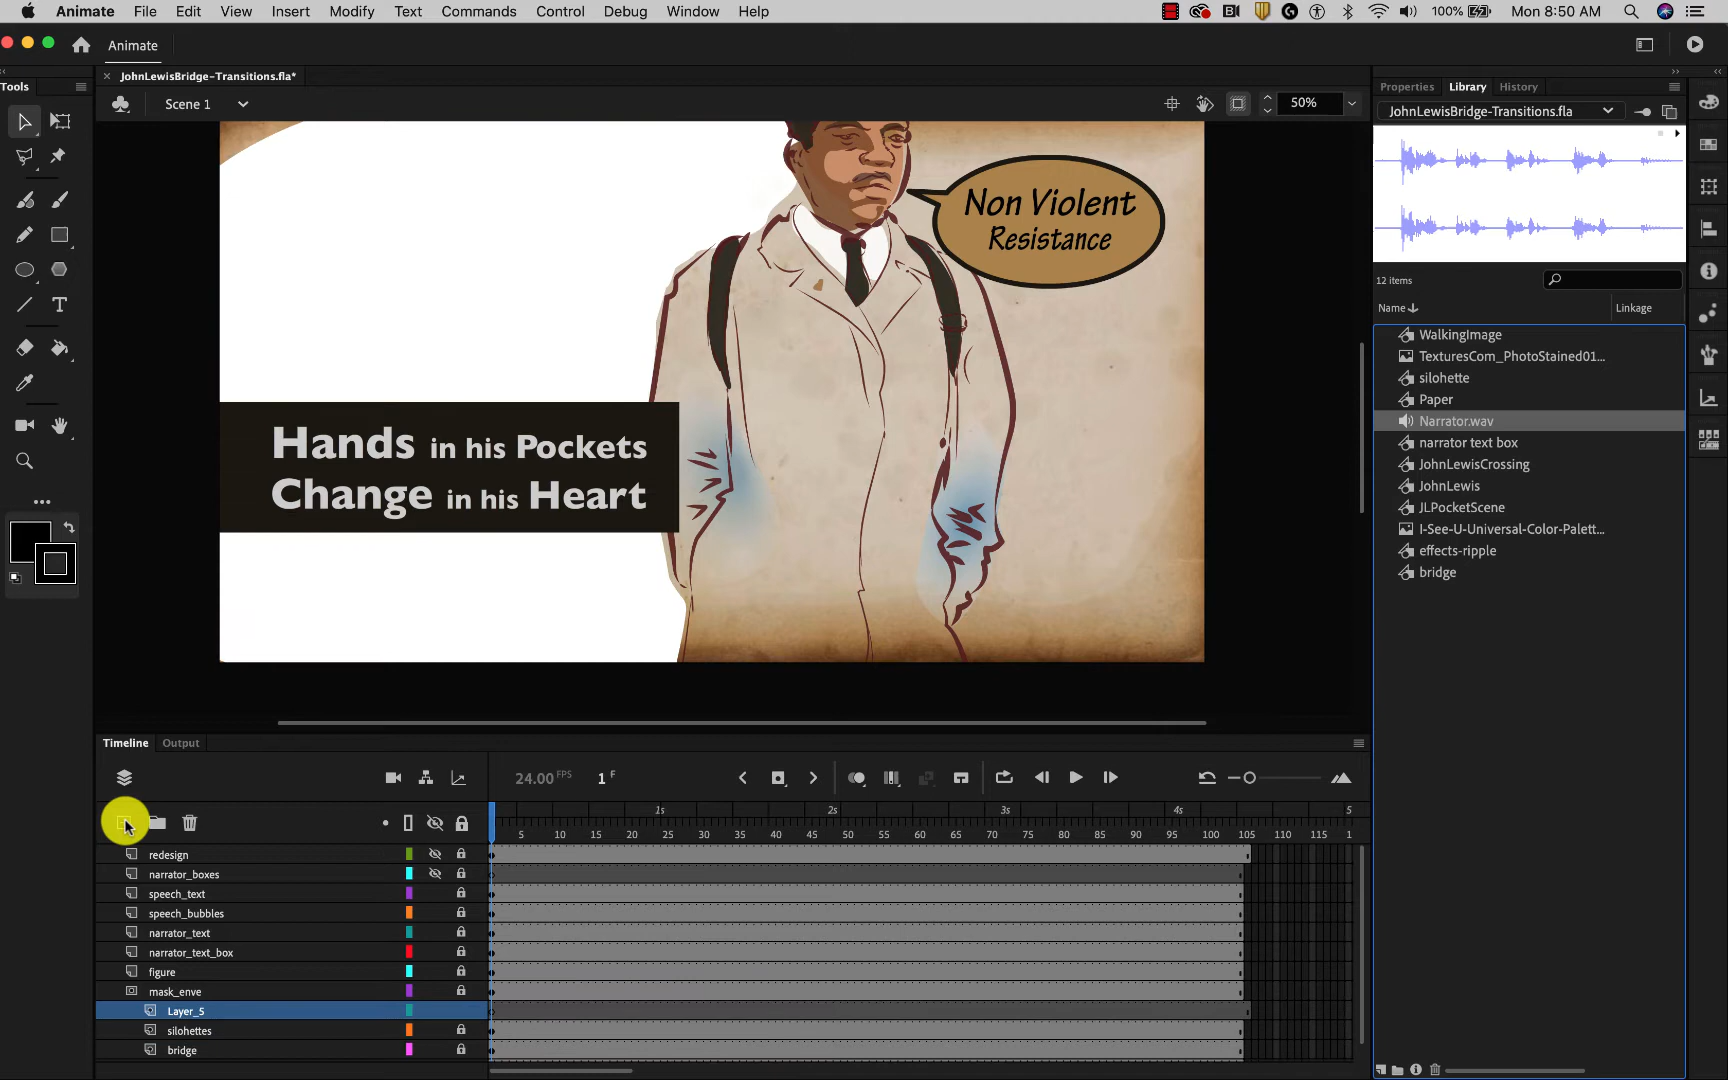 Animate File Edit View Insert Modify Text Commands Control Debug Window Help 100% Mon 8:50 AM
Animate
Tools
JohnLewisBridge-Transitions.fla*
Scene 1
50%
Properties Library History
JohnLewisBridge-Transitions.fla
12 items
Name Linkage
WalkingImage
TexturesCom_PhotoStained01...
silohette
Paper
Narrator.wav
narrator text box
JohnLewisCrossing
JohnLewis
JLPocketScene
I-See-U-Universal-Color-Palett...
effects-ripple
bridge
Non Violent
Resistance
Hands in his Pockets
Change in his Heart
Timeline Output
24.00 FPS 1 F
1s 2s 3s 4s 5
5 10 15 20 25 30 35 40 45 50 55 60 65 70 75 80 85 90 95 100 105 110 115 1
redesign
narrator_boxes
speech_text
speech_bubbles
narrator_text
narrator_text_box
figure
mask_enve
Layer_5
silohettes
bridge